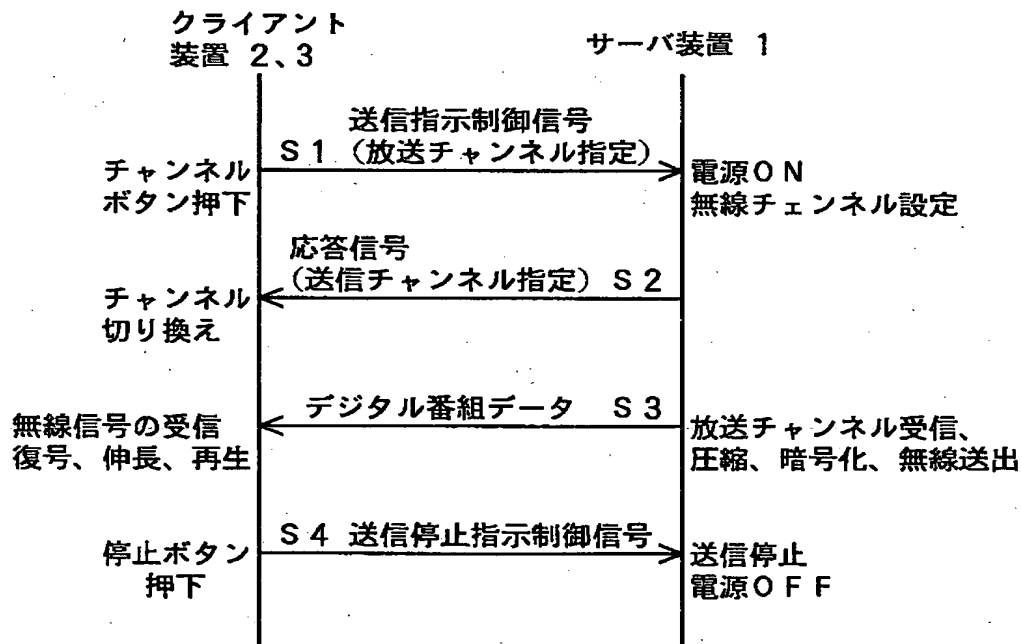 クライアント
装置 2、3
サーバ装置 1
送信指示制御信号
S1 (放送チャンネル指定)
チャンネル
ボタン押下
電源ON
無線チェンネル設定
応答信号
(送信チャンネル指定) S2
チャンネル
切り換え
デジタル番組データ S3
無線信号の受信
復号、伸長、再生
放送チャンネル受信、
圧縮、暗号化、無線送出
S4 送信停止指示制御信号
停止ボタン
押下
送信停止
電源OFF